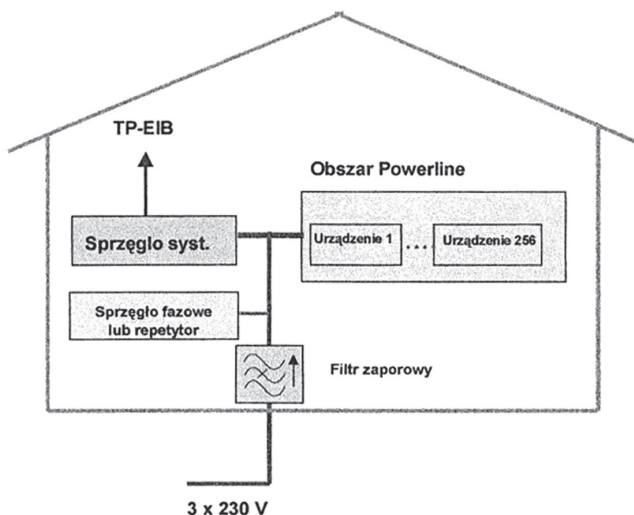 TP-EIB
Obszar Powerline
Sprzęgło syst.
Urządzenie 1 .... Urządzenie 256
Sprzęgło fazowe
lub repetytor
Filtr zaporowy
3 x 230 V